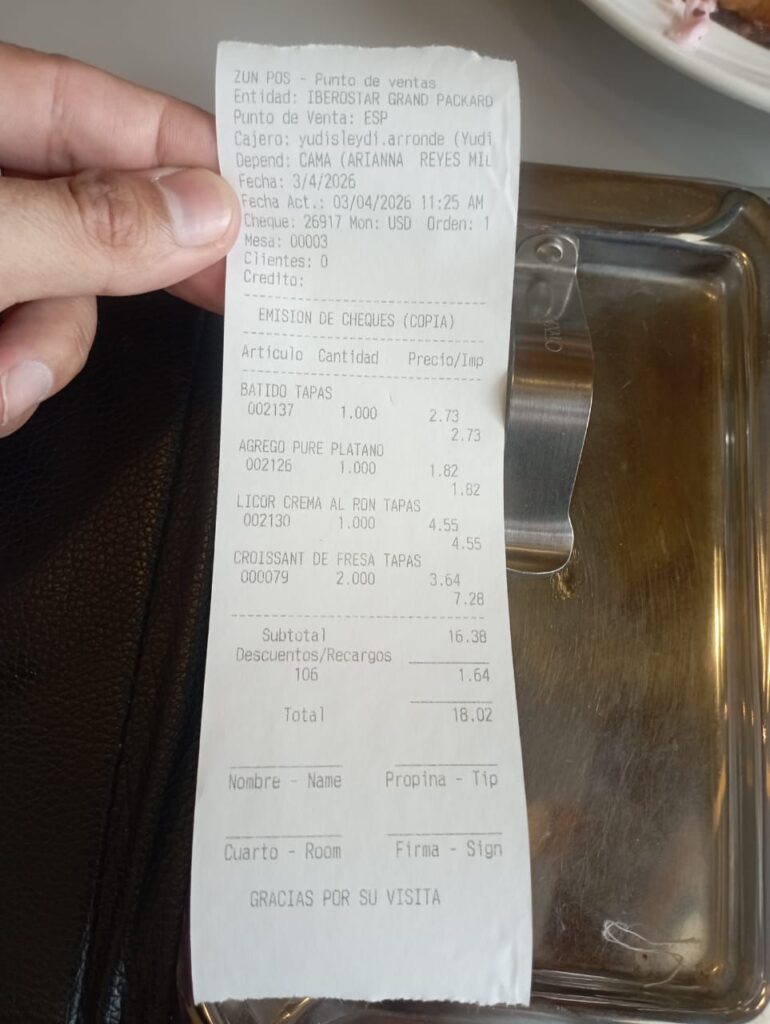 ZUN POS - Punto de ventas
Entidad: IBEROSTAR GRAND PACKARD
Punto de Venta: ESP
Cajero: yudisleydi.arronde (Yudi
Depend: CAMA (ARIANNA REYES MIL
Fecha: 3/4/2026
Fecha Act.: 03/04/2026 11:25 AM
Cheque: 26917 Mon: USD Orden: 1
Mesa: 00003
Clientes: 0
Credito:
EMISION DE CHEQUES (COPIA)
Articulo Cantidad Precio/Imp
BATIDO TAPAS
002137 1.000 2.73
2.73
AGREGO PURE PLATANO
002126 1.000 1.82
1.82
LICOR CREMA AL RON TAPAS
002130 1.000 4.55
4.55
CROISSANT DE FRESA TAPAS
000079 2.000 3.64
7.28
Subtotal 16.38
Descuentos/Recargos
106 1.64
Total 18.02
Nombre - Name Propina - Tip
Cuarto - Room Firma - Sign
GRACIAS POR SU VISITA